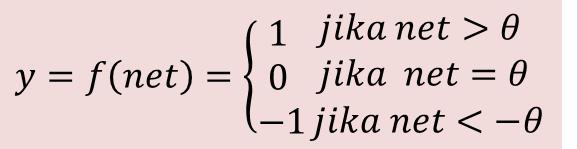 1 jika net > θ
y = f(net) = { 0 jika net = θ
−1 jika net < −θ